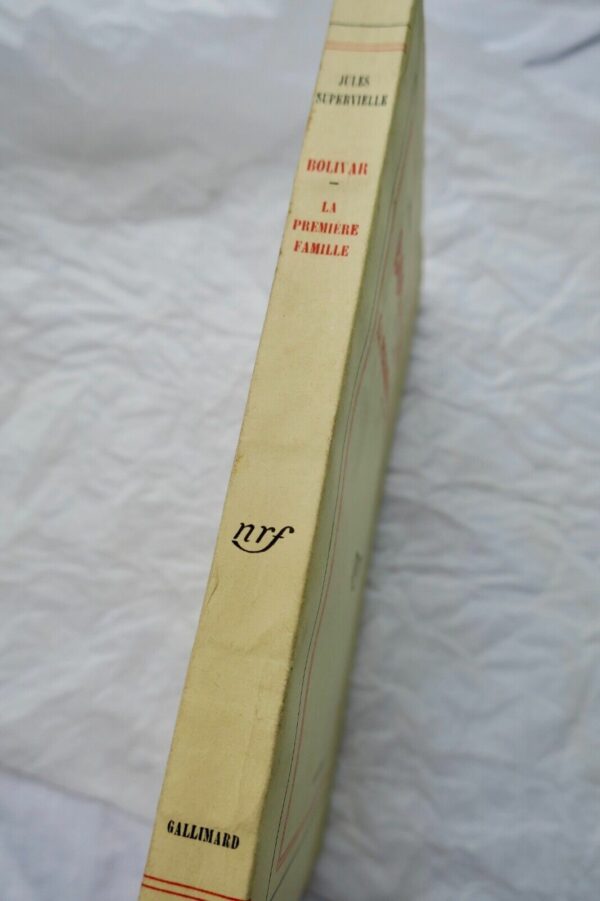 JULES
SUPERVIELLE
BOLIVAR
—
LA
PREMIÈRE
FAMILLE
nrf
GALLIMARD